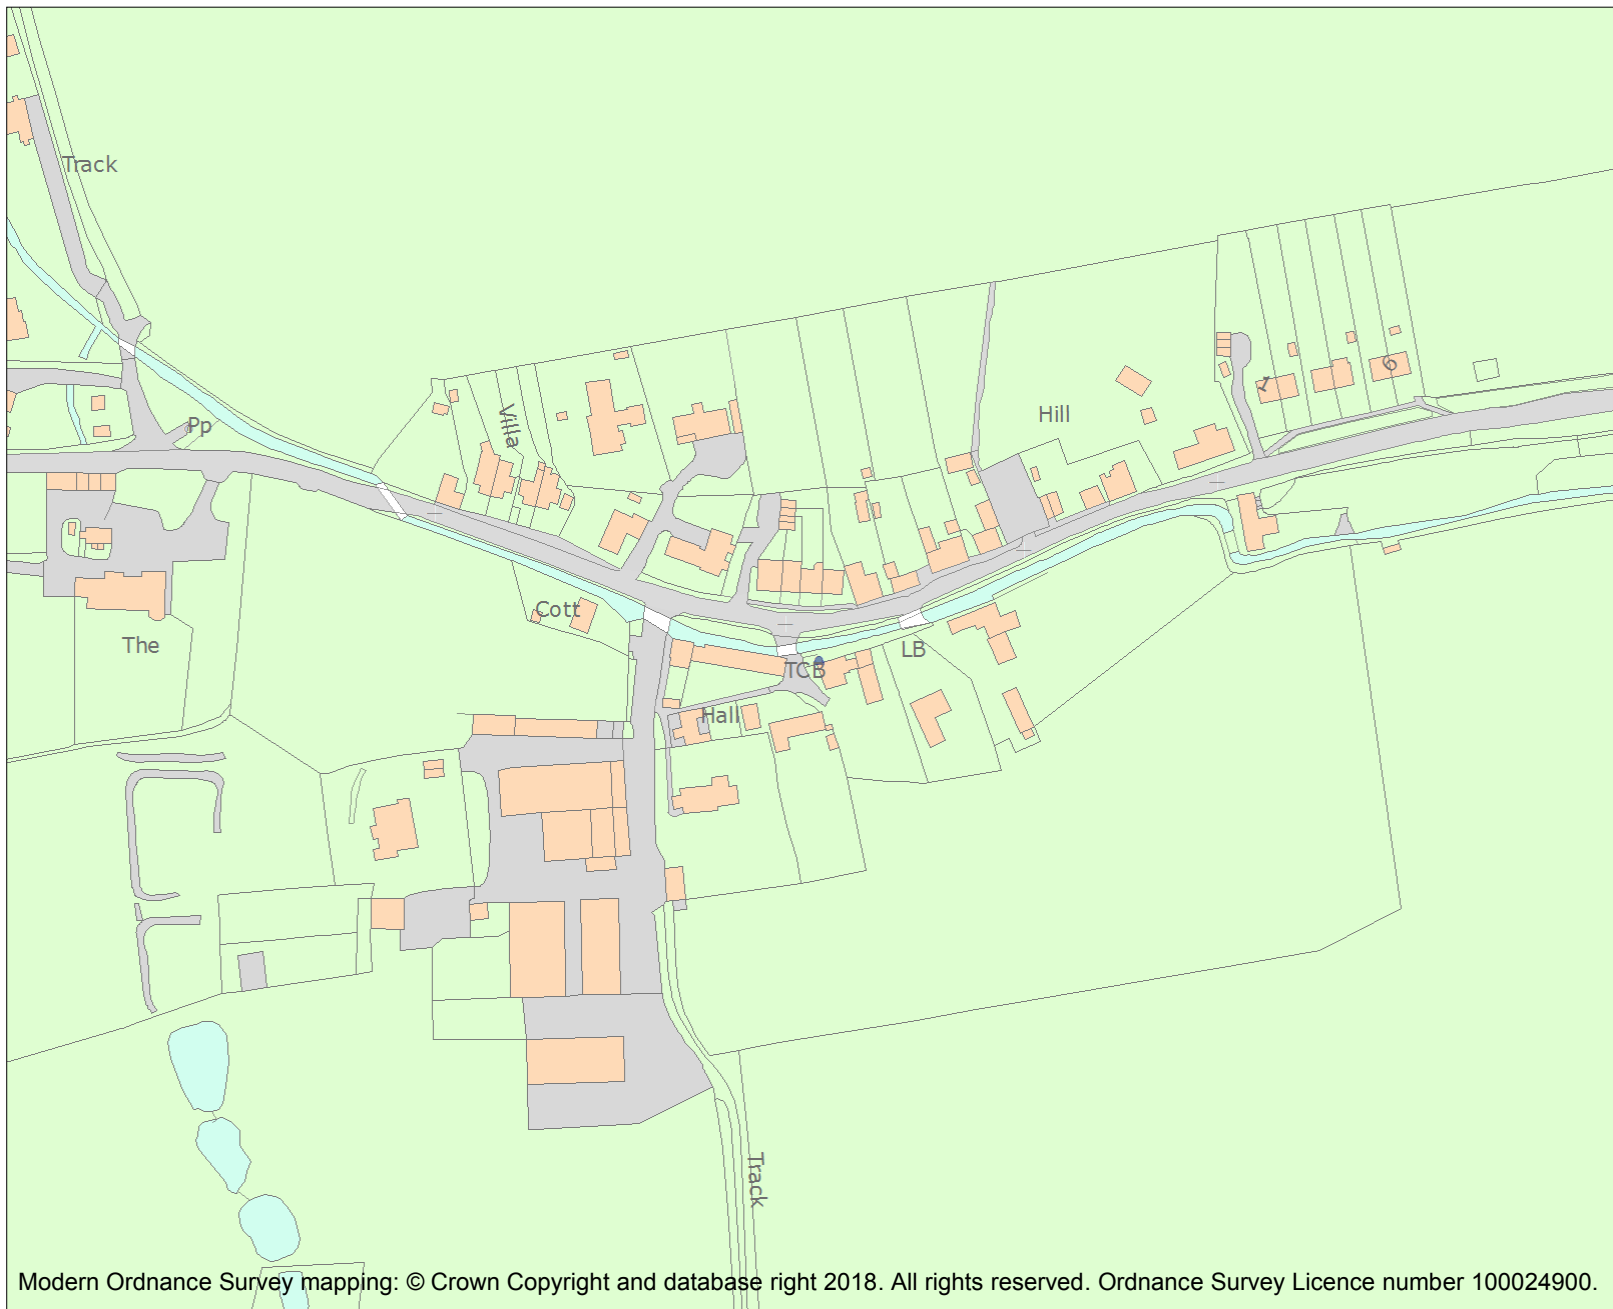 Track
Pp
Villa
Hill
1
6
Cott
The
LB
TCB
Hall
Track
Modern Ordnance Survey mapping: © Crown Copyright and database right 2018. All rights reserved. Ordnance Survey Licence number 100024900.